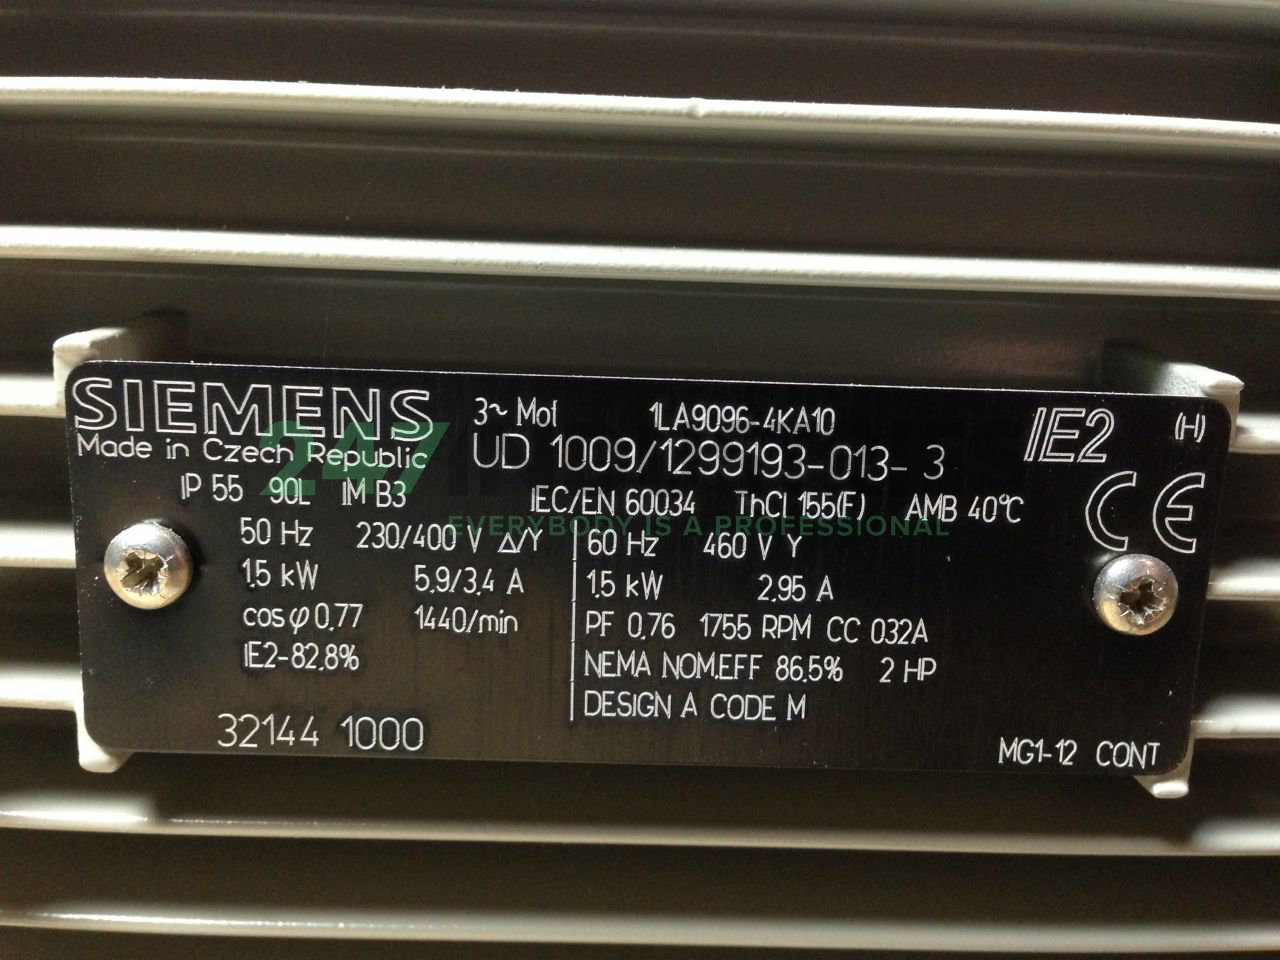 SIEMENS
Made in Czech Republic
3~ Mot 1LA9096-4KA10
UD 1009/1299193-013- 3
IE2 (H)
IP 55 90L IM B3 IEC/EN 60034 ThCl 155(F) AMB 40°C
CE
50 Hz 230/400 V Δ/Y
1.5 kW 5.9/3.4 A
cosφ 0.77 1440/min
IE2-82.8%
60 Hz 460 V Y
1.5 kW 2.95 A
PF 0.76 1755 RPM CC 032A
NEMA NOM.EFF 86.5% 2 HP
DESIGN A CODE M
32144 1000
MG1-12 CONT
247
EVERYBODY IS A PROFESSIONAL